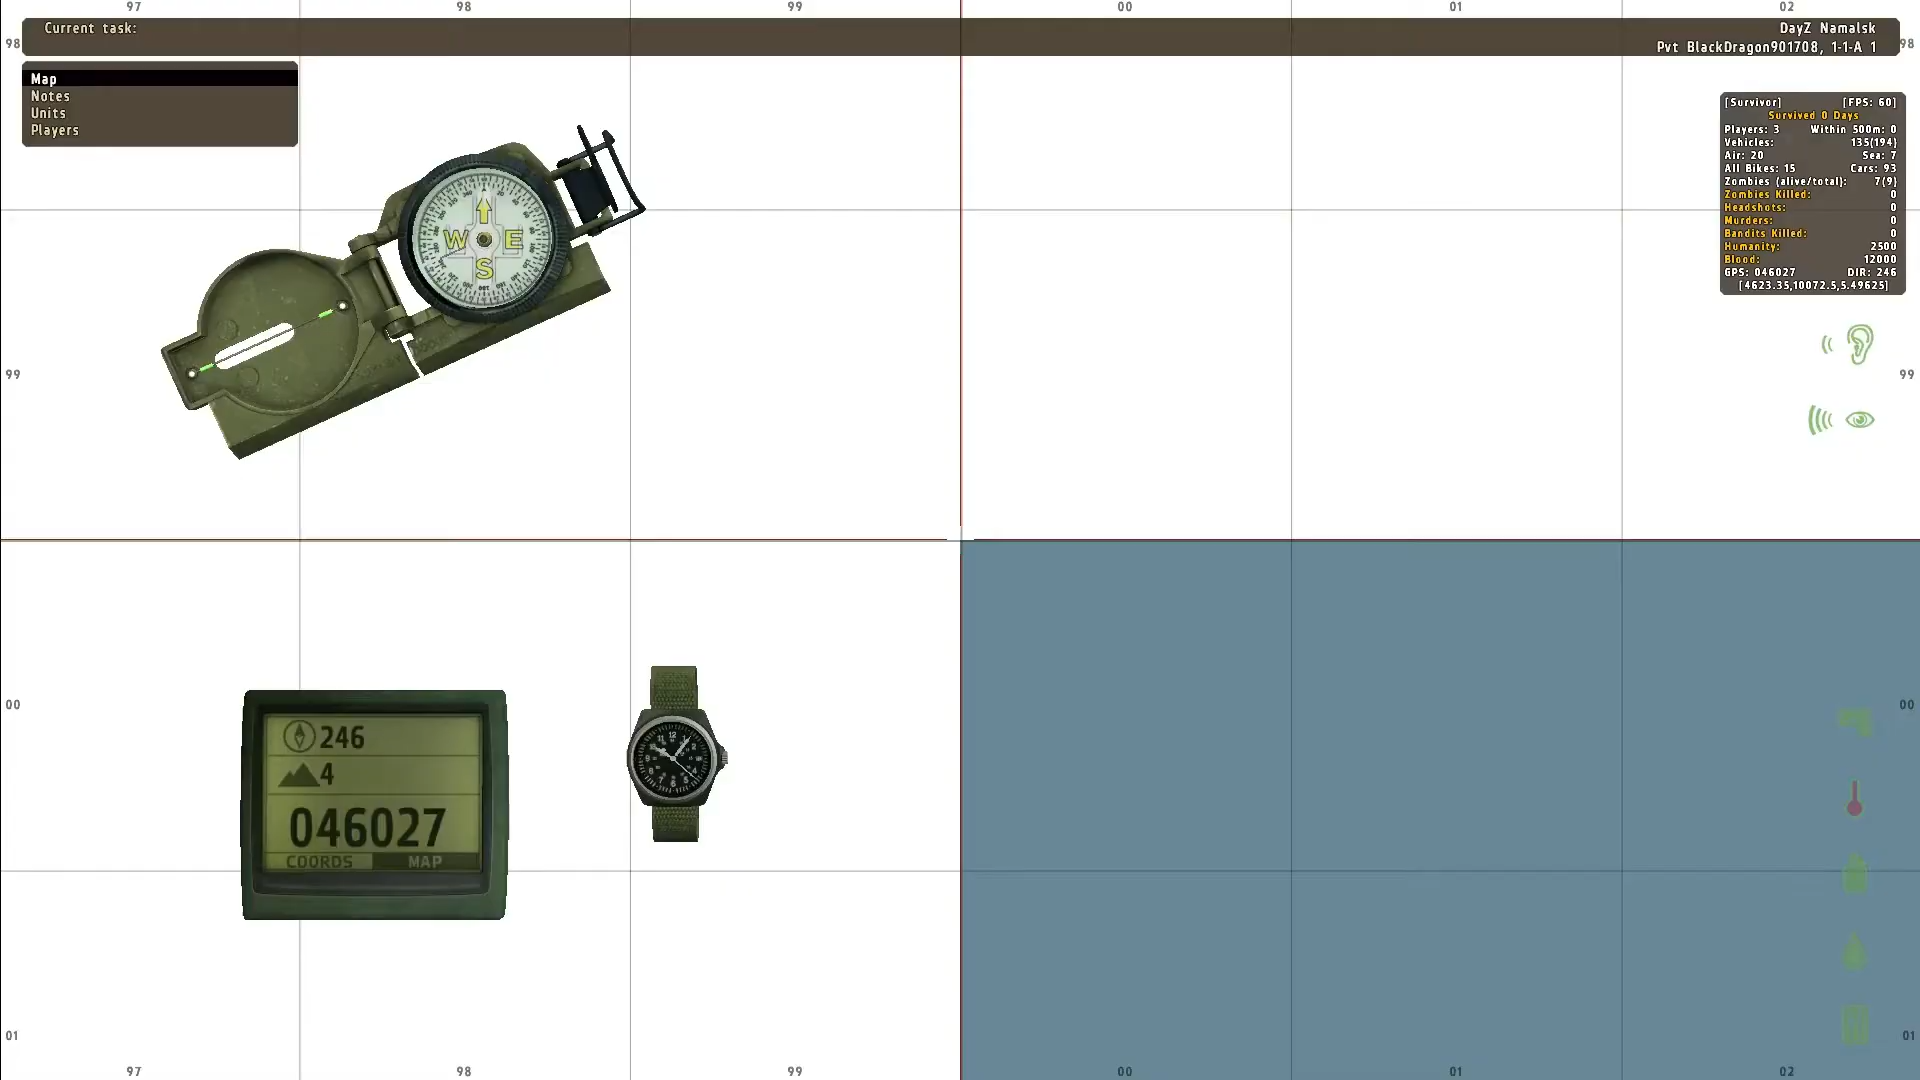 97 98 99 00 01 02
Current task:
DayZ Namalsk
98 98
Pvt BlackDragon901708, 1-1-A 1
Map
Notes
Units
Players
[Survivor] [FPS: 60]
Survived 0 Days
Players: 3 Within 500m: 0
Vehicles: 135(194)
Air: 20 Sea: 7
All Bikes: 15 Cars: 93
Zombies (alive/total): 7(9)
Zombies Killed: 0
Headshots: 0
Murders: 0
Bandits Killed: 0
Humanity: 2500
Blood: 12000
GPS: 046027 DIR: 246
[4623.35,10072.5,5.49625]
W E
S
99 99
00 00
246
4
046027
COORDS MAP
01 01
97 98 99 00 01 02